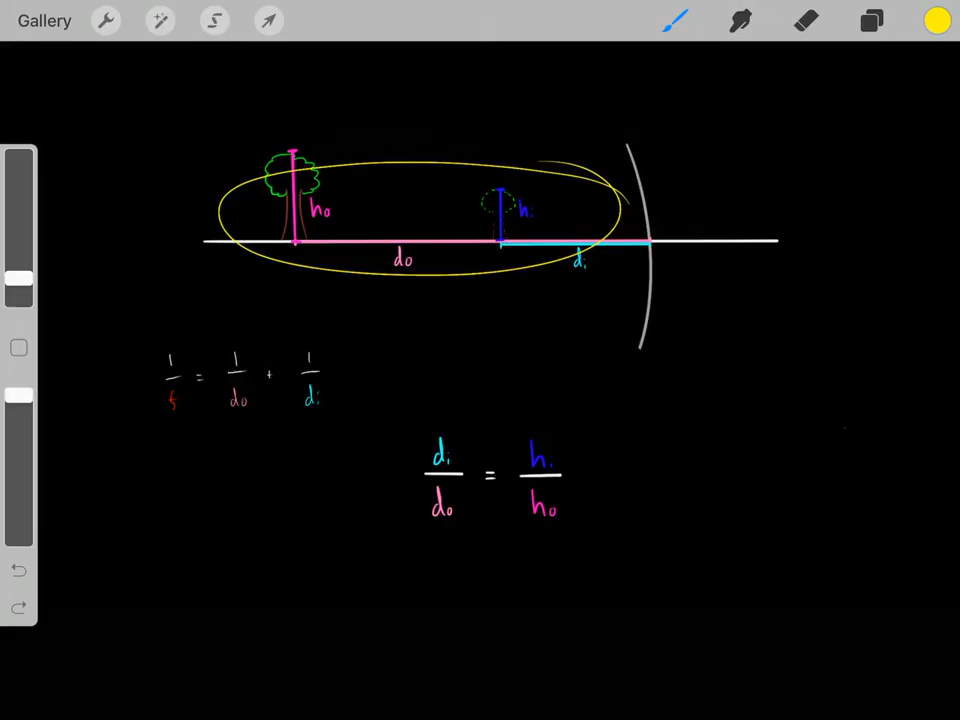 Gallery
h₀
hᵢ
d₀
dᵢ
1/f = 1/d₀ + 1/dᵢ
dᵢ/d₀ = hᵢ/h₀